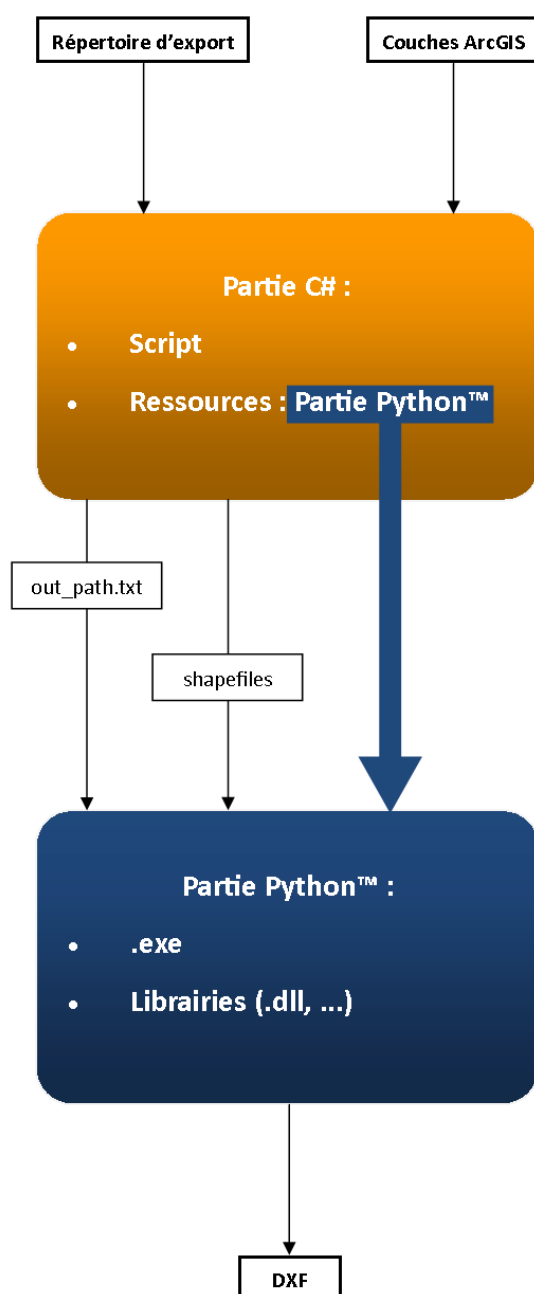 Répertoire d’export
Couches ArcGIS
Partie C# :
• Script
• Ressources : Partie Python™
out_path.txt
shapefiles
Partie Python™ :
• .exe
• Librairies (.dll, ...)
DXF